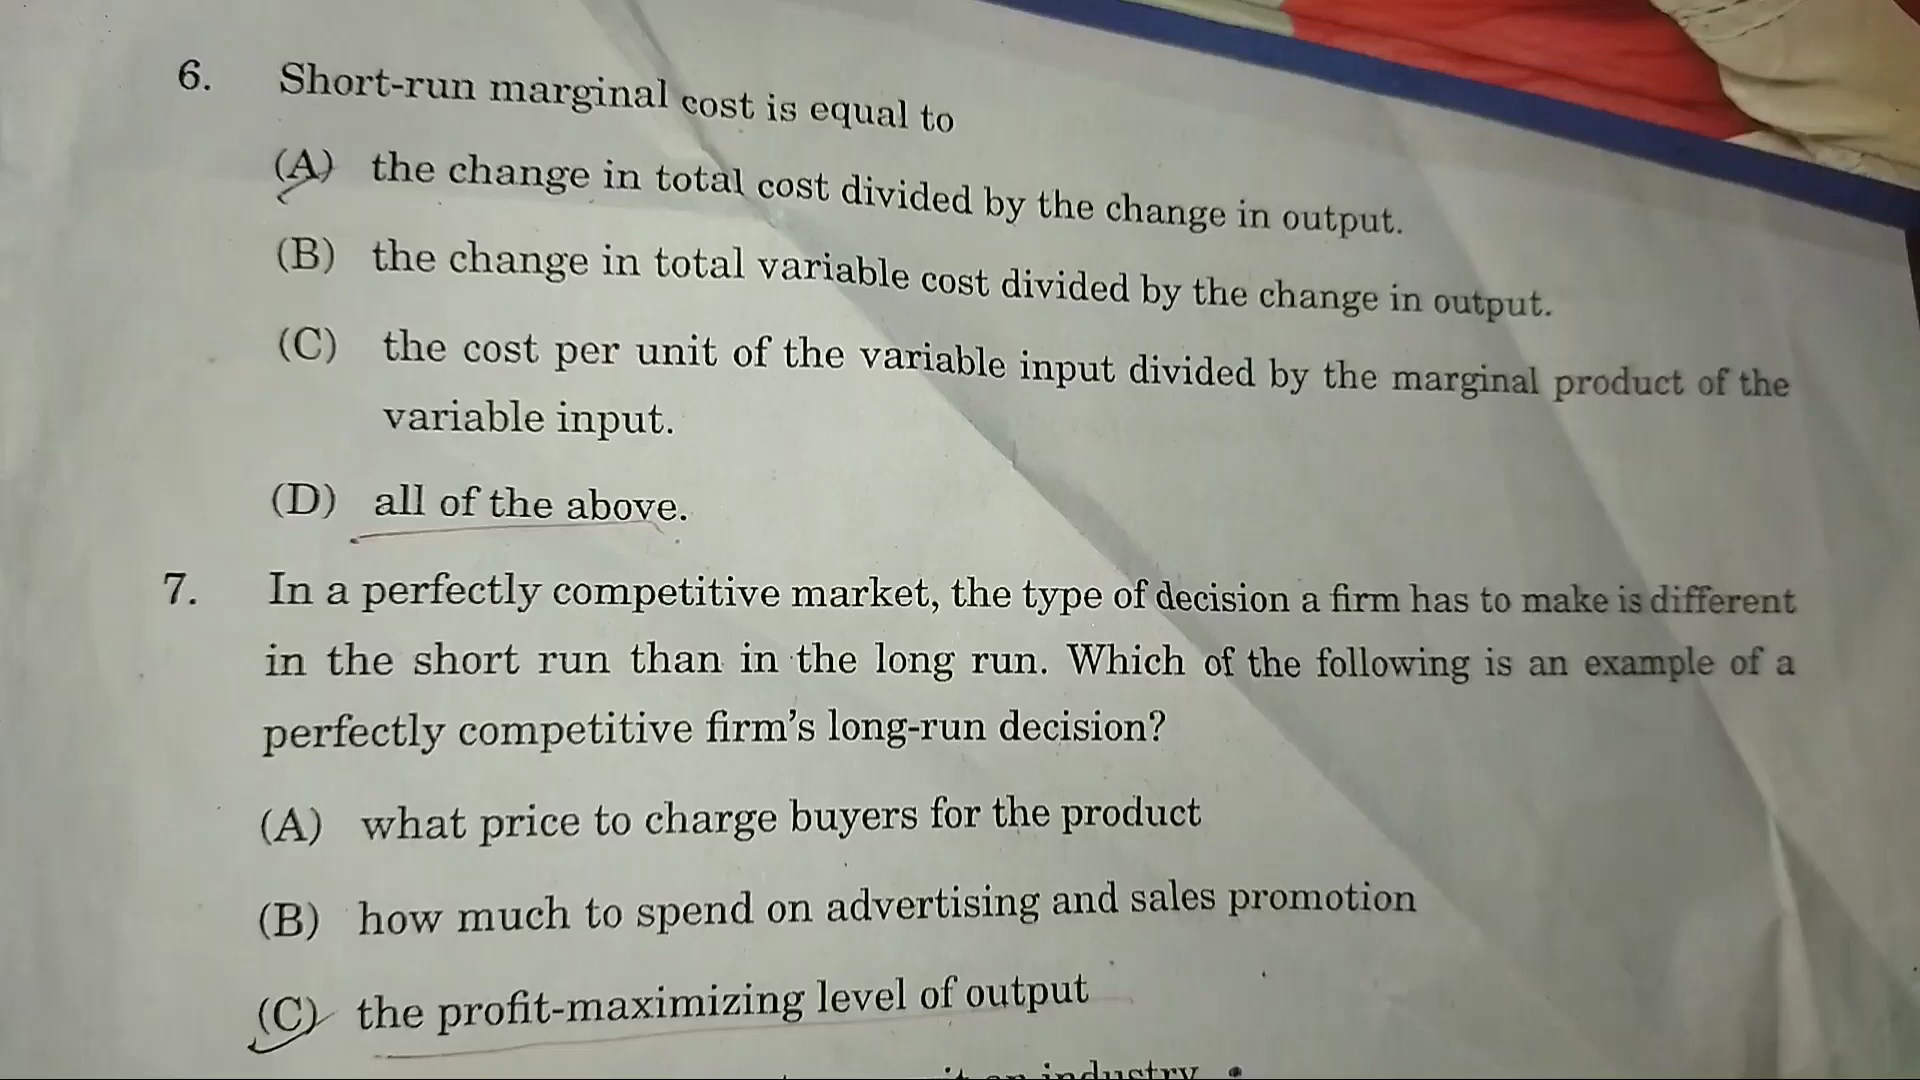 6. Short-run marginal cost is equal to
(A) the change in total cost divided by the change in output.
(B) the change in total variable cost divided by the change in output.
(C) the cost per unit of the variable input divided by the marginal product of the
variable input.
(D) all of the above.
7. In a perfectly competitive market, the type of decision a firm has to make is different
in the short run than in the long run. Which of the following is an example of a
perfectly competitive firm's long-run decision?
(A) what price to charge buyers for the product
(B) how much to spend on advertising and sales promotion
(C) the profit-maximizing level of output
industry